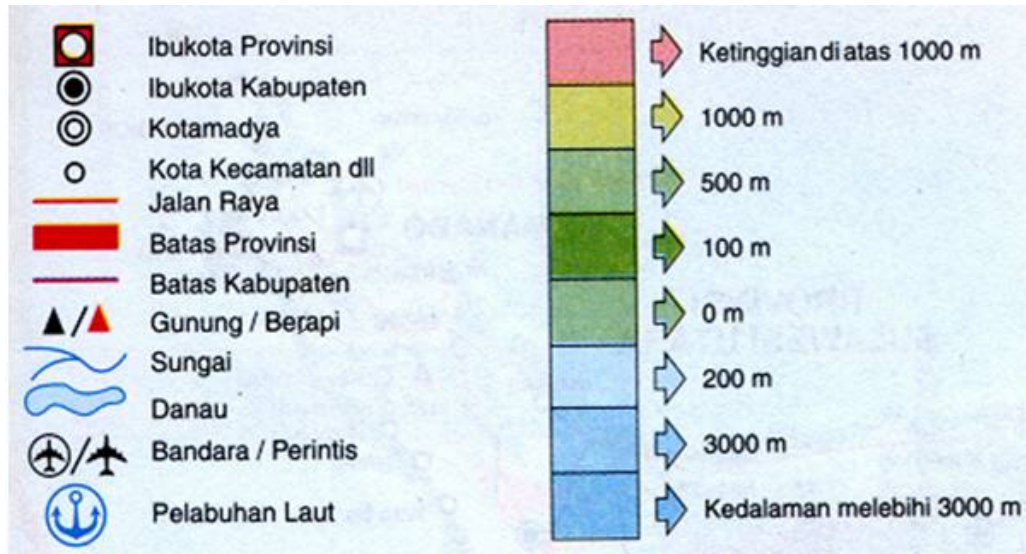 Ibukota Provinsi
Ibukota Kabupaten
Kotamadya
Kota Kecamatan dll
Jalan Raya
Batas Provinsi
Batas Kabupaten
Gunung / Berapi
Sungai
Danau
Bandara / Perintis
Pelabuhan Laut
Ketinggian di atas 1000 m
1000 m
500 m
100 m
0 m
200 m
3000 m
Kedalaman melebihi 3000 m